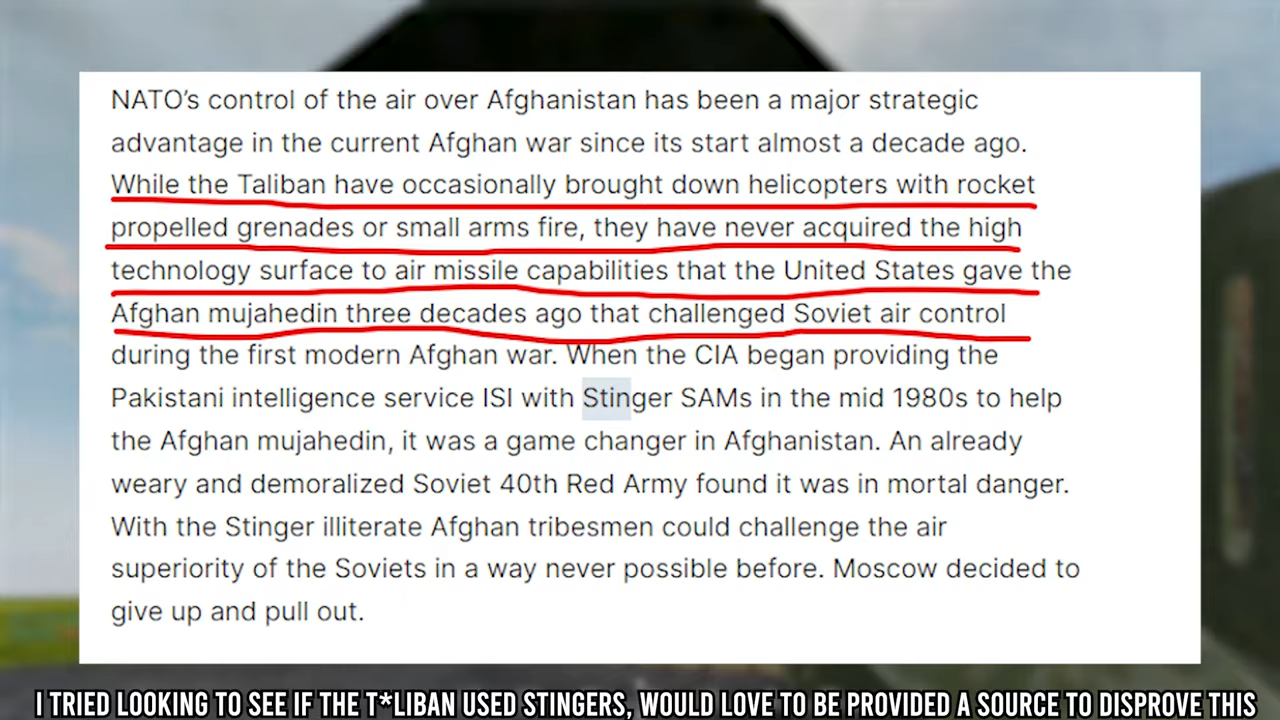 NATO’s control of the air over Afghanistan has been a major strategic
advantage in the current Afghan war since its start almost a decade ago.
While the Taliban have occasionally brought down helicopters with rocket
propelled grenades or small arms fire, they have never acquired the high
technology surface to air missile capabilities that the United States gave the
Afghan mujahedin three decades ago that challenged Soviet air control
during the first modern Afghan war. When the CIA began providing the
Pakistani intelligence service ISI with Stinger SAMs in the mid 1980s to help
the Afghan mujahedin, it was a game changer in Afghanistan. An already
weary and demoralized Soviet 40th Red Army found it was in mortal danger.
With the Stinger illiterate Afghan tribesmen could challenge the air
superiority of the Soviets in a way never possible before. Moscow decided to
give up and pull out.
I TRIED LOOKING TO SEE IF THE T*LIBAN USED STINGERS, WOULD LOVE TO BE PROVIDED A SOURCE TO DISPROVE THIS